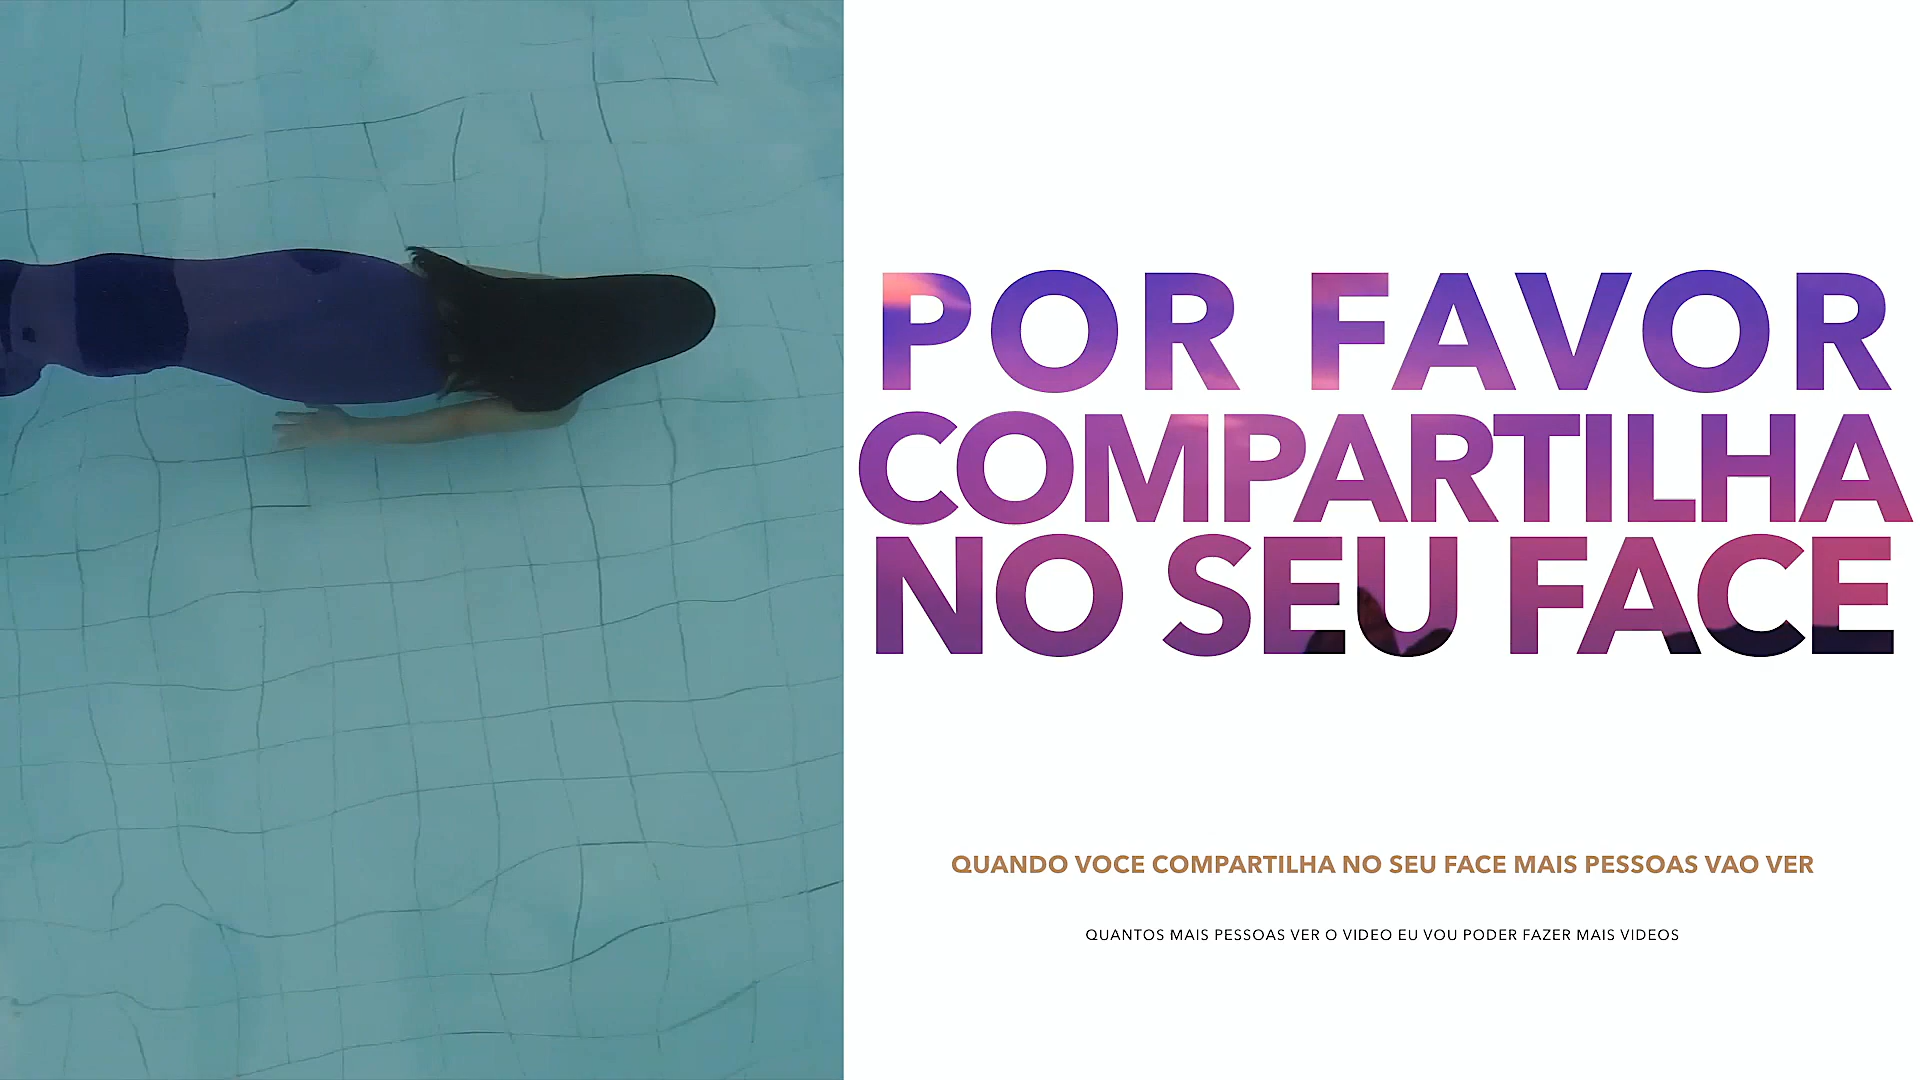 POR FAVOR
COMPARTILHA
NO SEU FACE
QUANDO VOCE COMPARTILHA NO SEU FACE MAIS PESSOAS VAO VER
QUANTOS MAIS PESSOAS VER O VIDEO EU VOU PODER FAZER MAIS VIDEOS